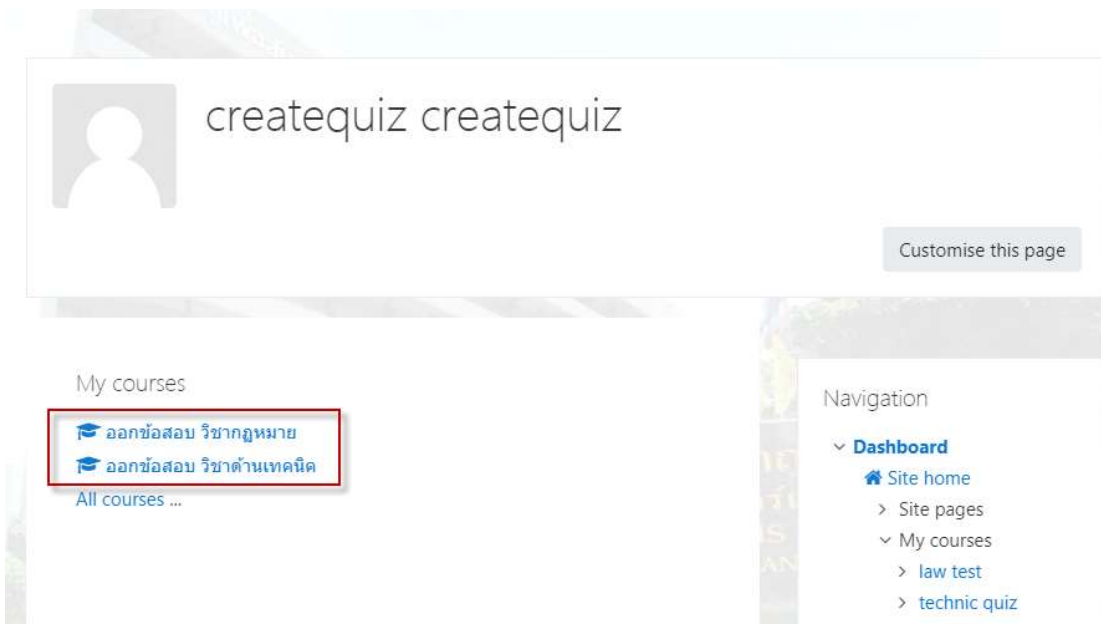 createquiz createquiz
Customise this page
My courses
ออกข้อสอบ วิชากฎหมาย
ออกข้อสอบ วิชาด้านเทคนิค
All courses ...
Navigation
Dashboard
Site home
Site pages
My courses
law test
technic quiz